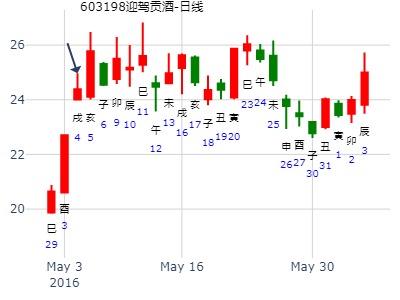 603198迎驾贡酒-日线
26
24
22
20
巳
29
酉
3
戌
4
亥
5
子
6
卯
9
辰
10
巳
11
午
12
未
13
戌
16
亥
17
子
18
丑
19
寅
20
巳
23
午
24
未
25
申
26
酉
27
子
30
丑
31
寅
1
卯
2
辰
3
May 3
2016
May 16
May 30